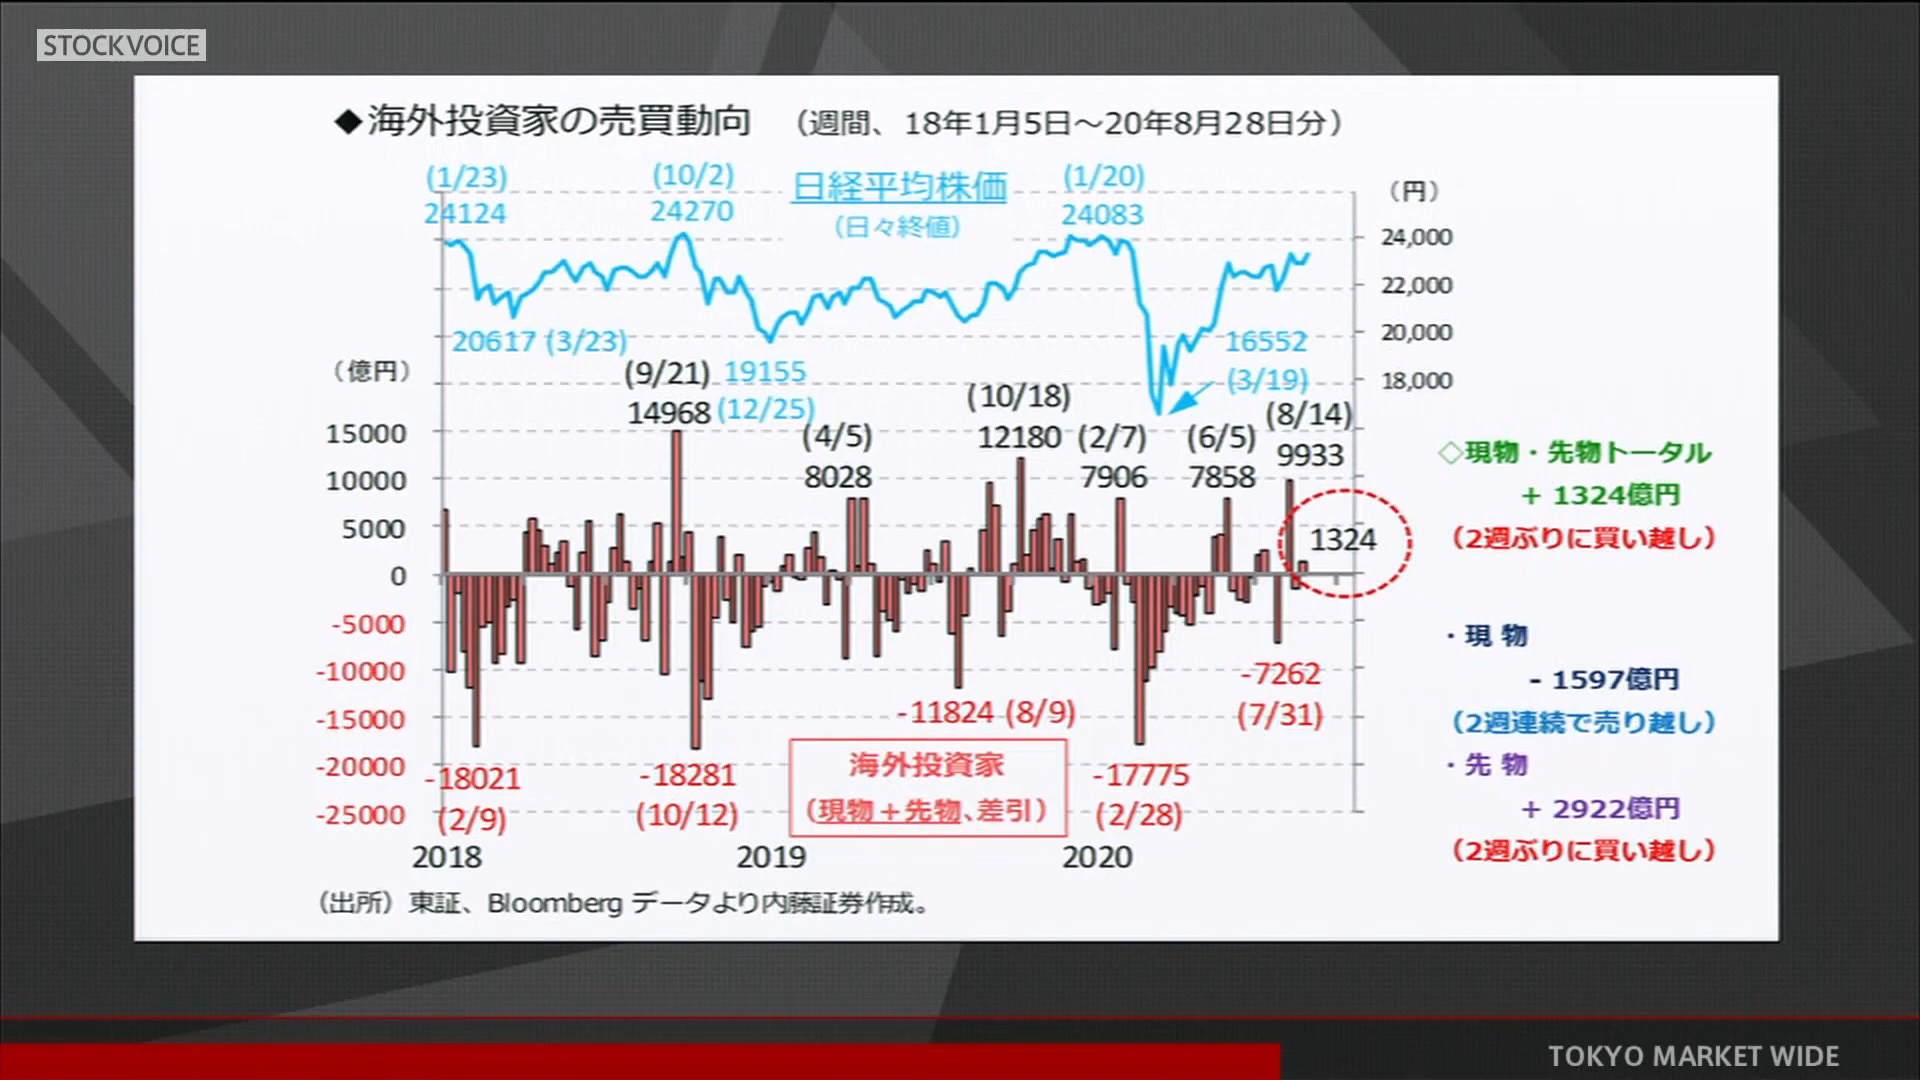 STOCKVOICE
◆海外投資家の売買動向 （週間、18年1月5日～20年8月28日分）
(1/23)
24124
(10/2)
24270
日経平均株価
（日々終値）
(1/20)
24083
（円）
24,000
22,000
20,000
18,000
20617 (3/23)
16552
(3/19)
（億円）
(9/21)
14968
19155
(12/25)
(4/5)
8028
(10/18)
12180
(2/7)
7906
(6/5)
7858
(8/14)
9933
1324
15000
10000
5000
0
-5000
-10000
-15000
-20000
-25000
-18021
(2/9)
-18281
(10/12)
-11824 (8/9)
-17775
(2/28)
-7262
(7/31)
海外投資家
（現物＋先物、差引）
2018
2019
2020
（出所）東証、Bloomberg データより内藤証券作成。
◇現物・先物トータル
+ 1324億円
（2週ぶりに買い越し）
・現 物
- 1597億円
（2週連続で売り越し）
・先 物
+ 2922億円
（2週ぶりに買い越し）
TOKYO MARKET WIDE